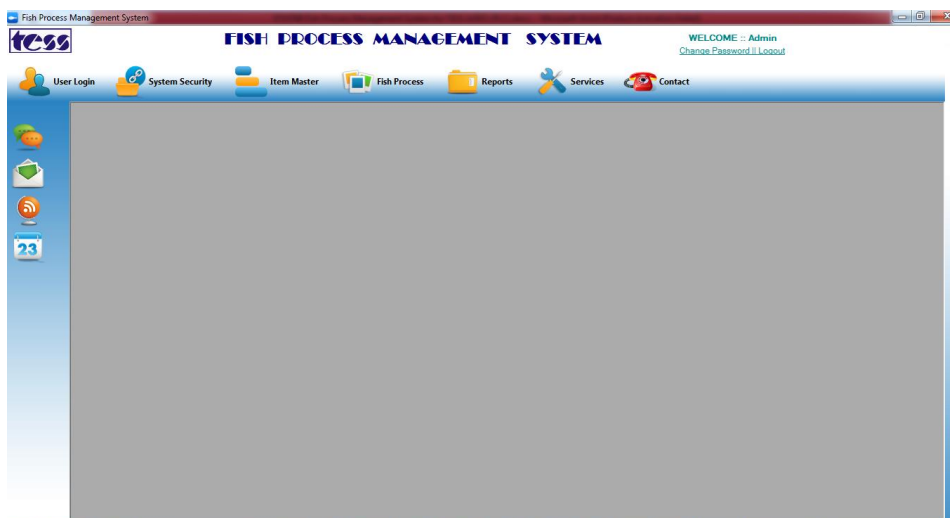 Fish Process Management System
tess
FISH PROCESS MANAGEMENT SYSTEM
WELCOME :: Admin
Change Password || Logout
User Login
System Security
Item Master
Fish Process
Reports
Services
Contact
23